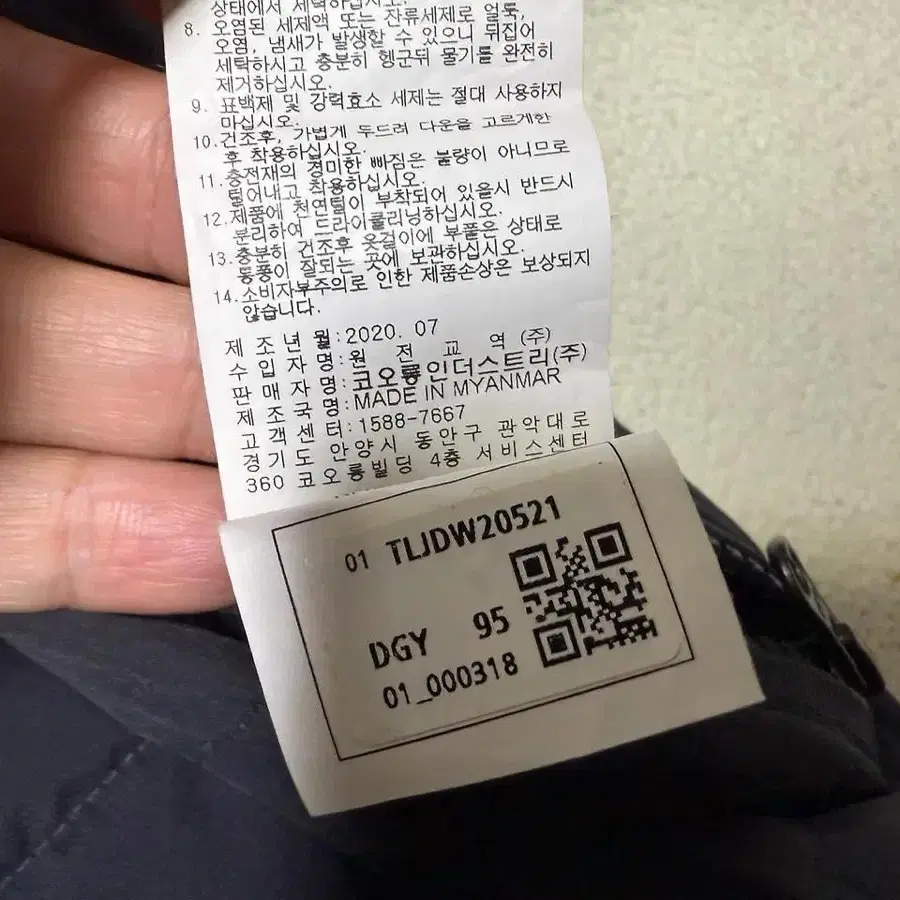 상태에서 세탁하십시오.
8. 오염된 세제액 또는 잔류세제로 얼룩,
오염, 냄새가 발생할 수 있으니 뒤집어
세탁하시고 충분히 헹군뒤 물기를 완전히
제거하십시오.
9. 표백제 및 강력효소 세제는 절대 사용하지
마십시오.
10.건조후, 가볍게 두드려 다운을 고르게한
후 착용하십시오.
11.충전재의 경미한 빠짐은 불량이 아니므로
털어내고 착용하십시오.
12.제품에 천연털이 부착되어 있을시 반드시
분리하여 드라이클리닝하십시오.
13.충분히 건조후 옷걸이에 부풀은 상태로
통풍이 잘되는 곳에 보관하십시오.
14.소비자부주의로 인한 제품손상은 보상되지
않습니다.
제 조 년 월:2020. 07
수 입 자 명:원 전 교 역 (주)
판 매 자 명:코오롱인더스트리(주)
제 조 국 명:MADE IN MYANMAR
고 객 센 터:1588-7667
경기도 안양시 동안구 관악대로
360 코오롱빌딩 4층 서비스센터
01 TLJDW20521
DGY 95
01_000318